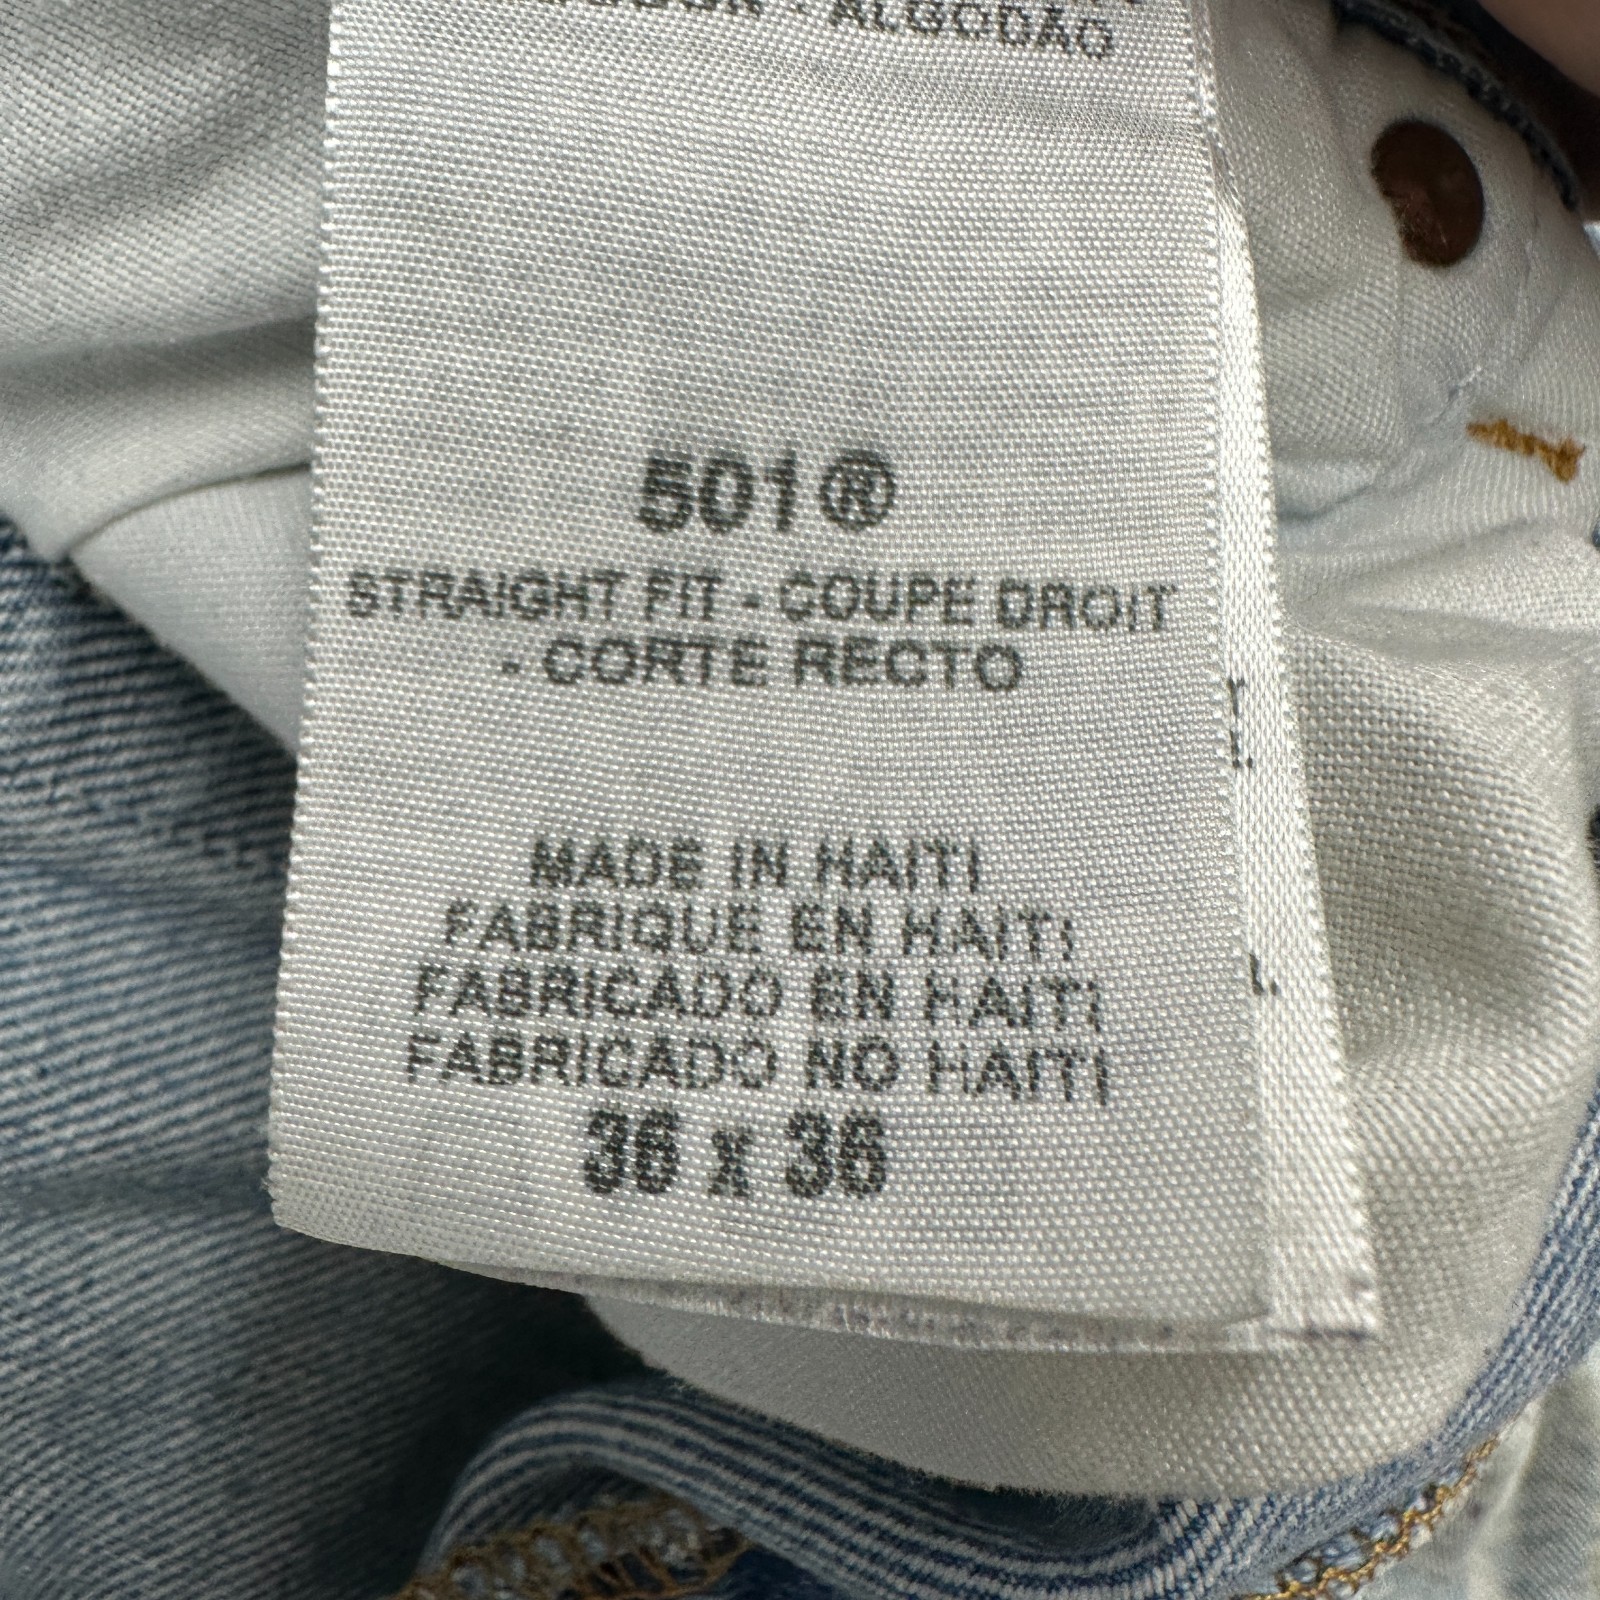 - ALGODÃO
501®
STRAIGHT FIT - COUPE DROIT
- CORTE RECTO
MADE IN HAITI
FABRIQUE EN HAITI
FABRICADO EN HAITI
FABRICADO NO HAITI
36 x 36